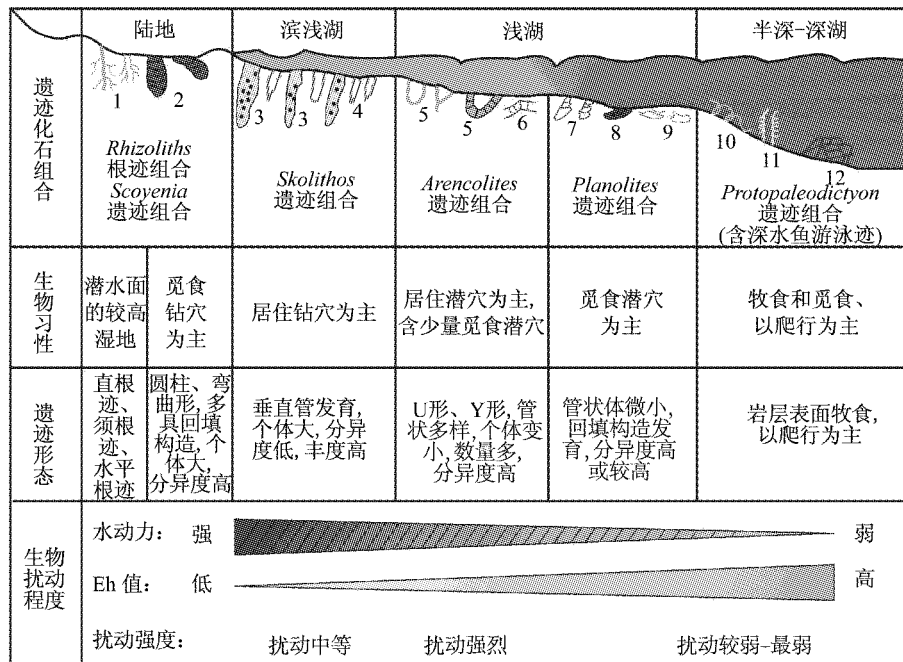 陆地
滨浅湖
浅湖
半深-深湖
遗迹化石组合
1
2
3
3
4
5
5
6
7
8
9
10
11
12
Rhizoliths
根迹组合
Scoyenia
遗迹组合
Skolithos
遗迹组合
Arencolites
遗迹组合
Planolites
遗迹组合
Protopaleodictyon
遗迹组合
(含深水鱼游泳迹)
生物习性
潜水面
的较高
湿地
觅食
钻穴
为主
居住钻穴为主
居住潜穴为主,
含少量觅食潜穴
觅食潜穴
为主
牧食和觅食、
以爬行为主
遗迹形态
直根
迹、
须根
迹、
水平
根迹
圆柱、弯
曲形,多
具回填
构造,个
体大,
分异度高
垂直管发育,
个体大,分异
度低,丰度高
U形、Y形,管
状多样,个体变
小,数量多,
分异度高
管状体微小,
回填构造发
育,分异度高
或较高
岩层表面牧食,
以爬行为主
生物
扰动
程度
水动力: 强
弱
Eh值: 低
高
扰动强度: 扰动中等 扰动强烈 扰动较弱-最弱